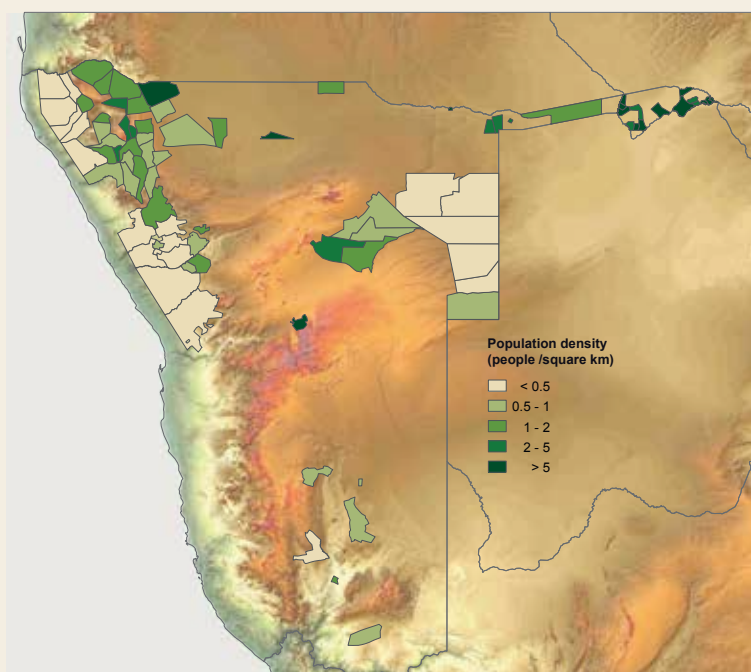 Population density
(people /square km)
< 0.5
0.5 - 1
1 - 2
2 - 5
> 5